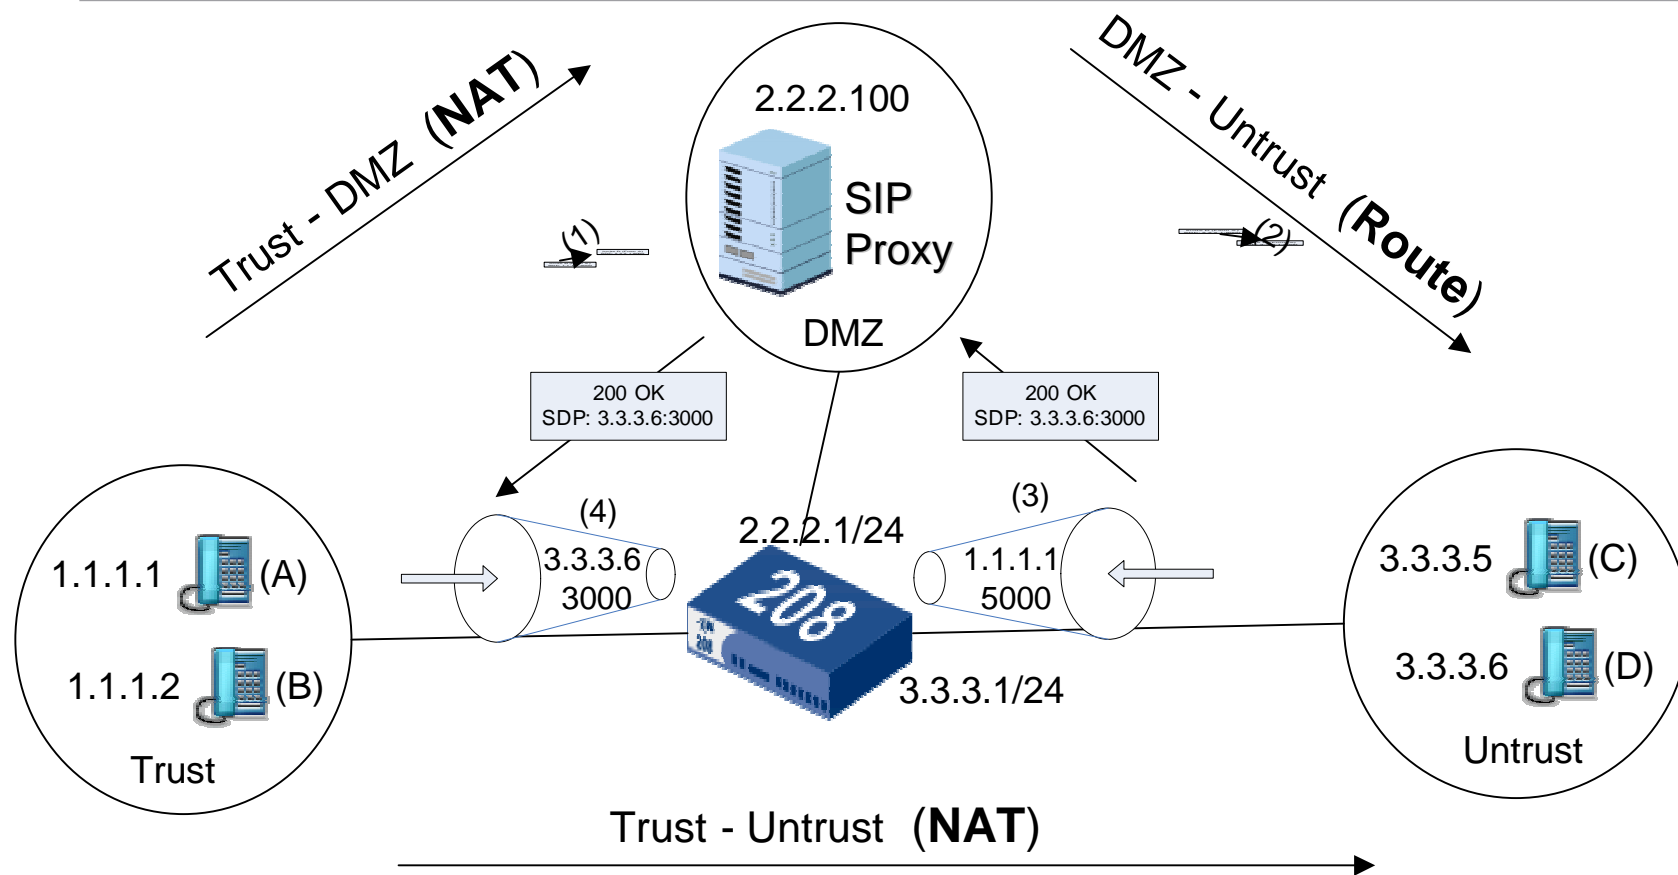 Trust - DMZ (NAT)
DMZ - Untrust (Route)
2.2.2.100
SIP
Proxy
DMZ
(1)
(2)
200 OK
SDP: 3.3.3.6:3000
200 OK
SDP: 3.3.3.6:3000
(4)
3.3.3.6
3000
(3)
1.1.1.1
5000
2.2.2.1/24
208
208
3.3.3.1/24
1.1.1.1
(A)
1.1.1.2
(B)
Trust
3.3.3.5
(C)
3.3.3.6
(D)
Untrust
Trust - Untrust (NAT)